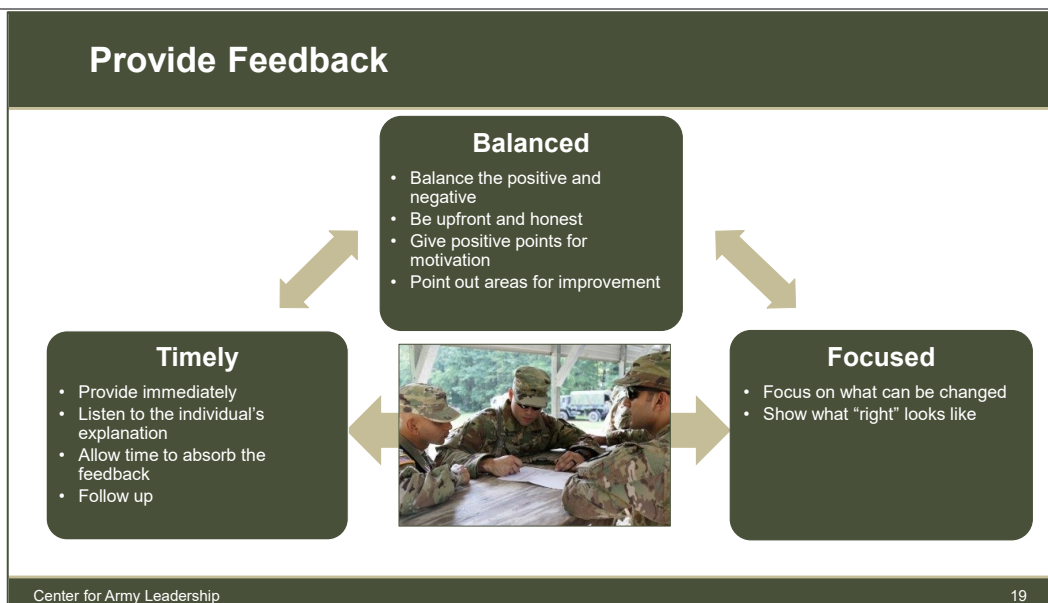 Provide Feedback
Balanced
• Balance the positive and
negative
• Be upfront and honest
• Give positive points for
motivation
• Point out areas for improvement
Timely
• Provide immediately
• Listen to the individual’s
explanation
• Allow time to absorb the
feedback
• Follow up
Focused
• Focus on what can be changed
• Show what “right” looks like
Center for Army Leadership
19